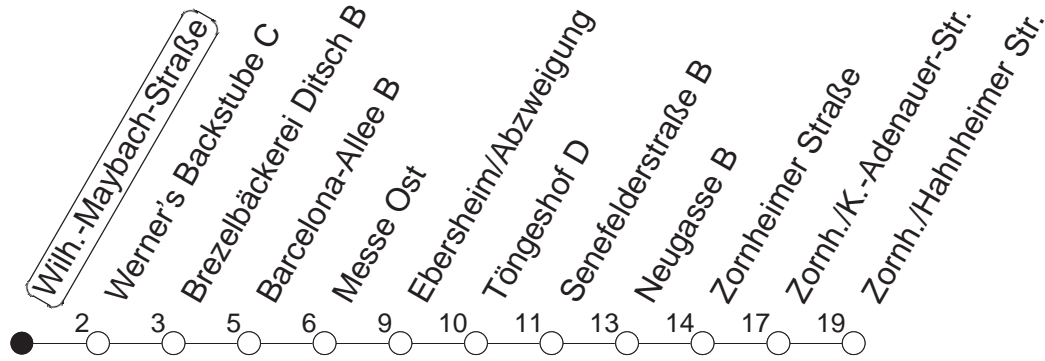 Wilh.-Maybach-Straße
Werner's Backstube C
Brezelbäckerei Ditsch B
Barcelona-Allee B
Messe Ost
Ebersheim/Abzweigung
Töngeshof D
Senefelderstraße B
Neugasse B
Zornheimer Straße
Zornh./K.-Adenauer-Str.
Zornh./Hahnheimer Str.
2 3 5 6 9 10 11 13 14 17 19